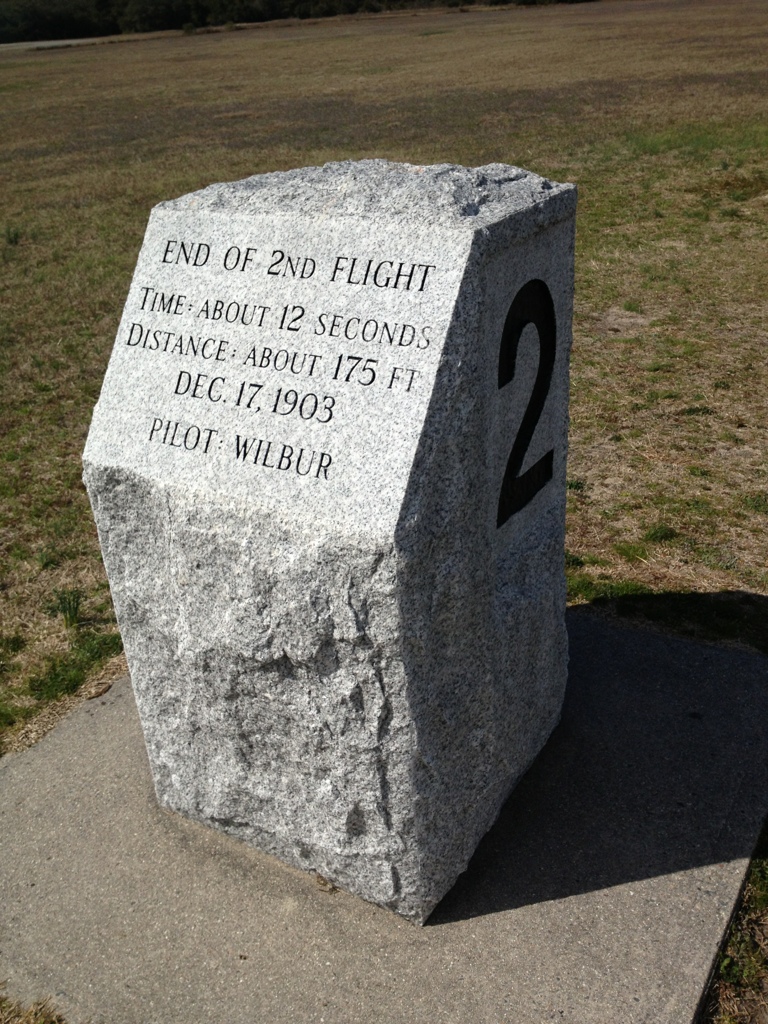 END OF 2ND FLIGHT
TIME: ABOUT 12 SECONDS
DISTANCE: ABOUT 175 FT
DEC. 17, 1903
PILOT: WILBUR
2